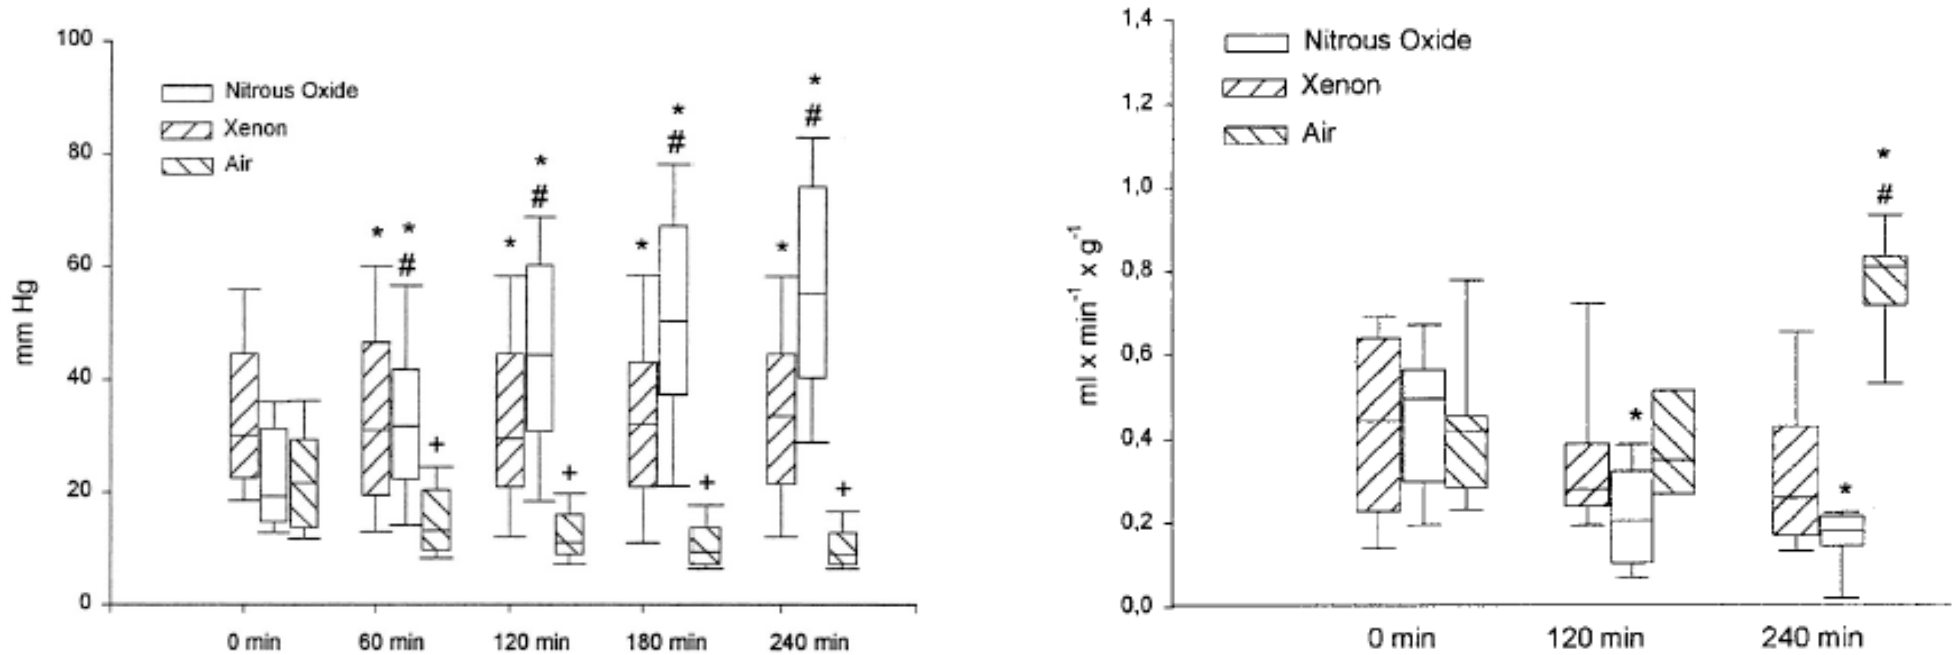 100
80
60
40
20
0
mm Hg
Nitrous Oxide
Xenon
Air
* * #
* * #
* * #
* * #
+ + + +
0 min 60 min 120 min 180 min 240 min
1,4
1,2
1,0
0,8
0,6
0,4
0,2
0,0
ml x min⁻¹ x g⁻¹
Nitrous Oxide
Xenon
Air
*
#
*
*
0 min 120 min 240 min